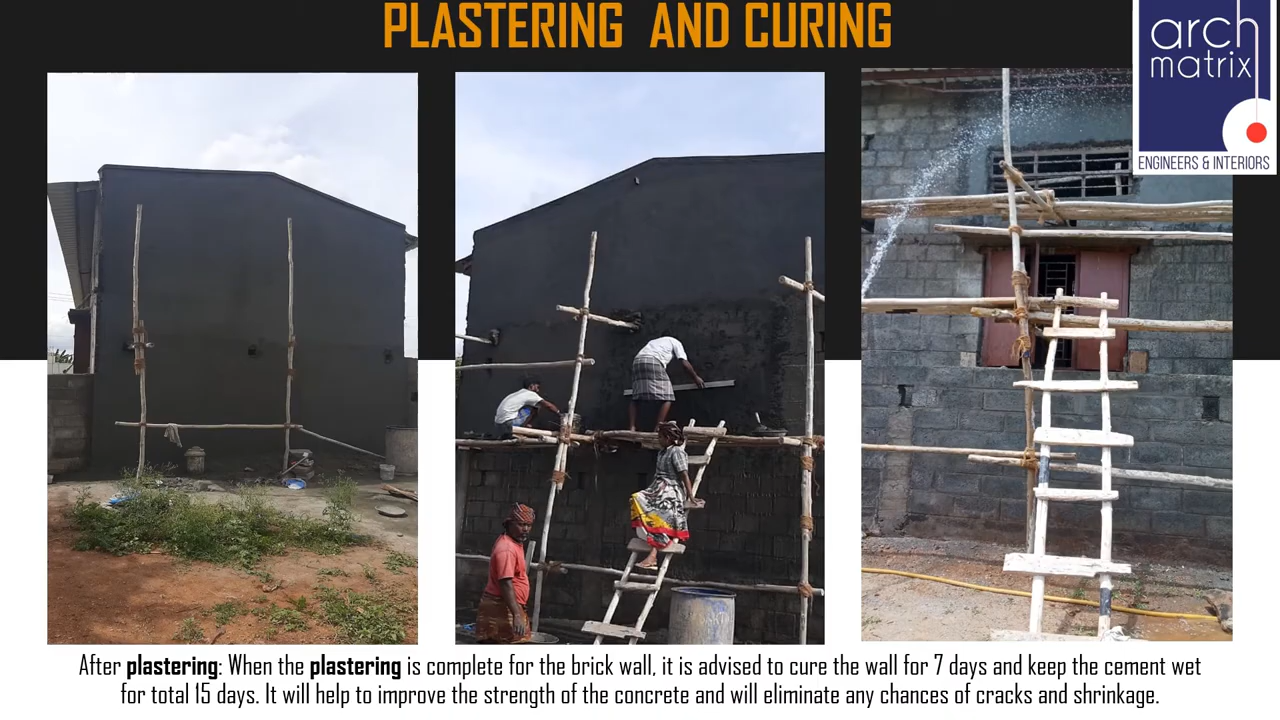 PLASTERING AND CURING
arch
matrix
ENGINEERS & INTERIORS
After plastering: When the plastering is complete for the brick wall, it is advised to cure the wall for 7 days and keep the cement wet
for total 15 days. It will help to improve the strength of the concrete and will eliminate any chances of cracks and shrinkage.